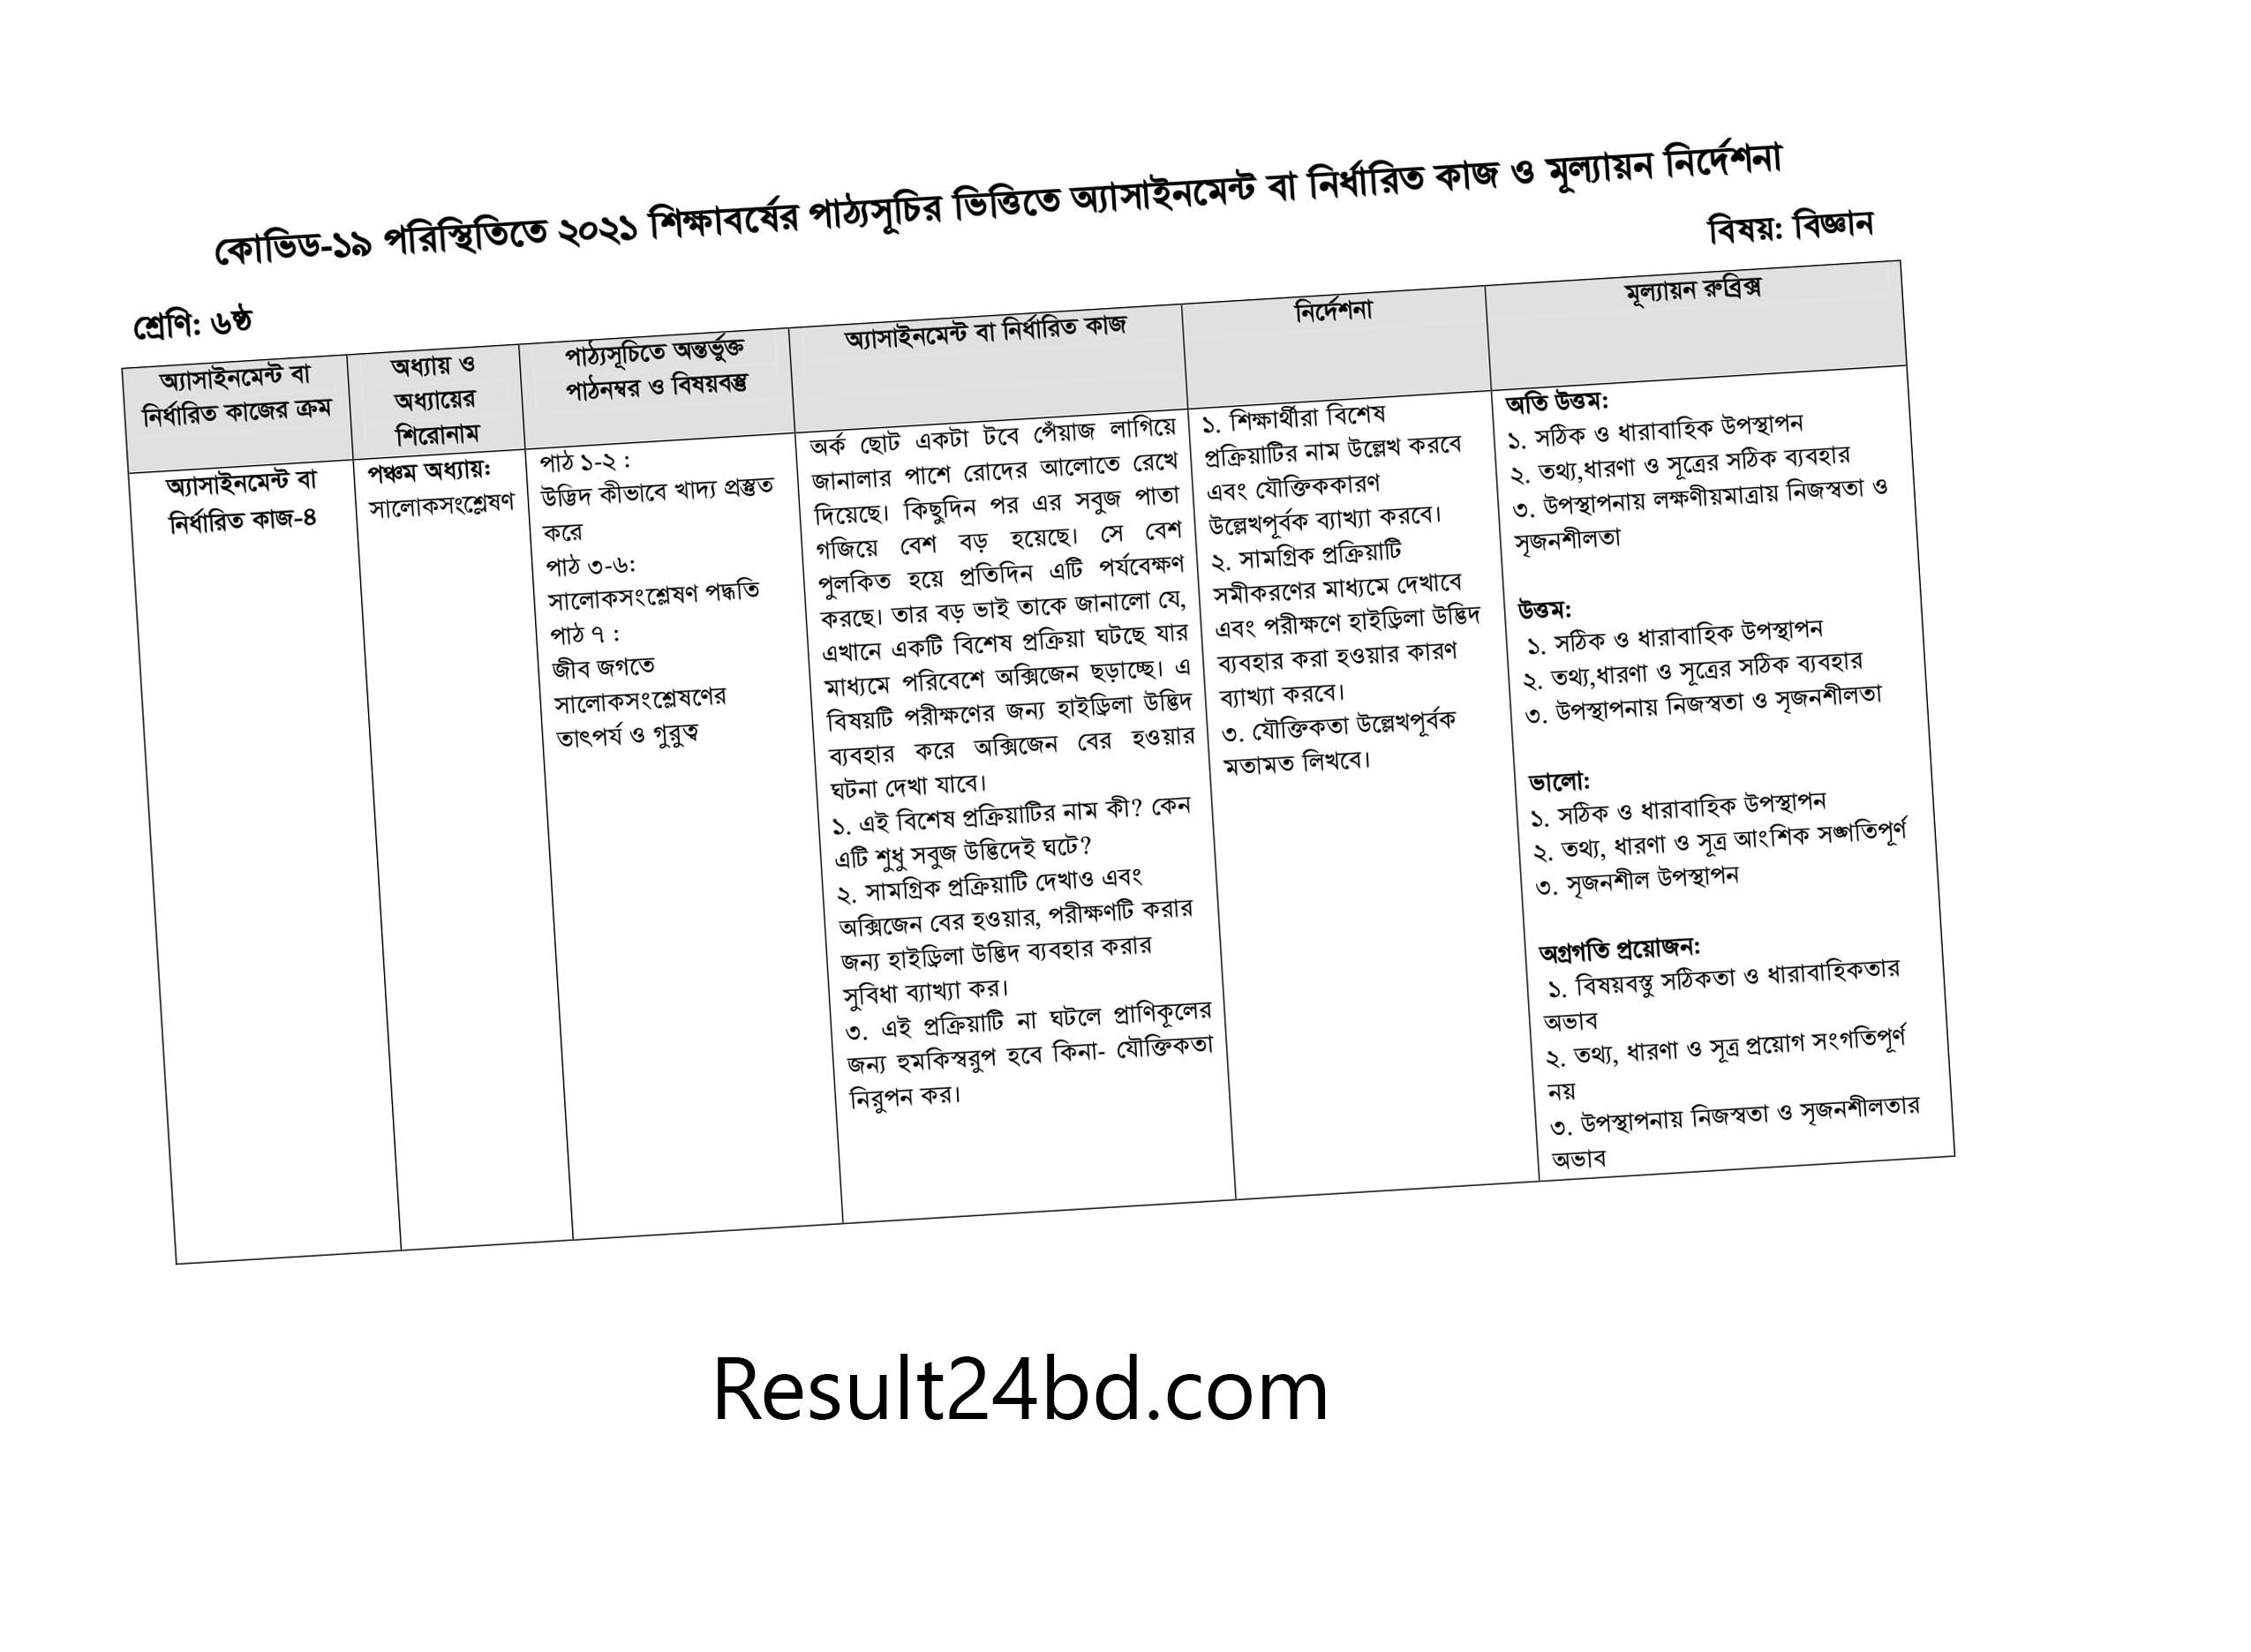 কোভিড-১৯ পরিস্থিতিতে ২০২১ শিক্ষাবর্ষের পাঠ্যসূচির ভিত্তিতে অ্যাসাইনমেন্ট বা নির্ধারিত কাজ ও মূল্যায়ন নির্দেশনা
বিষয়: বিজ্ঞান
শ্রেণি: ৬ষ্ঠ
অ্যাসাইনমেন্ট বা
নির্ধারিত কাজের ক্রম
অধ্যায় ও
অধ্যায়ের
শিরোনাম
পাঠ্যসূচিতে অন্তর্ভুক্ত
পাঠনম্বর ও বিষয়বস্তু
অ্যাসাইনমেন্ট বা নির্ধারিত কাজ
নির্দেশনা
মূল্যায়ন রুব্রিক্স
অ্যাসাইনমেন্ট বা
নির্ধারিত কাজ-৪
পঞ্চম অধ্যায়:
সালোকসংশ্লেষণ
পাঠ ১-২ :
উদ্ভিদ কীভাবে খাদ্য প্রস্তুত
করে
পাঠ ৩-৬:
সালোকসংশ্লেষণ পদ্ধতি
পাঠ ৭ :
জীব জগতে
সালোকসংশ্লেষণের
তাৎপর্য ও গুরুত্ব
অর্ক ছোট একটা টবে পেঁয়াজ লাগিয়ে
জানালার পাশে রোদের আলোতে রেখে
দিয়েছে। কিছুদিন পর এর সবুজ পাতা
গজিয়ে বেশ বড় হয়েছে। সে বেশ
পুলকিত হয়ে প্রতিদিন এটি পর্যবেক্ষণ
করছে। তার বড় ভাই তাকে জানালো যে,
এখানে একটি বিশেষ প্রক্রিয়া ঘটছে যার
মাধ্যমে পরিবেশে অক্সিজেন ছড়াচ্ছে। এ
বিষয়টি পরীক্ষণের জন্য হাইড্রিলা উদ্ভিদ
ব্যবহার করে অক্সিজেন বের হওয়ার
ঘটনা দেখা যাবে।
১. এই বিশেষ প্রক্রিয়াটির নাম কী? কেন
এটি শুধু সবুজ উদ্ভিদেই ঘটে?
২. সামগ্রিক প্রক্রিয়াটি দেখাও এবং
অক্সিজেন বের হওয়ার, পরীক্ষণটি করার
জন্য হাইড্রিলা উদ্ভিদ ব্যবহার করার
সুবিধা ব্যাখ্যা কর।
৩. এই প্রক্রিয়াটি না ঘটলে প্রাণিকূলের
জন্য হুমকিস্বরুপ হবে কিনা- যৌক্তিকতা
নিরুপন কর।
১. শিক্ষার্থীরা বিশেষ
প্রক্রিয়াটির নাম উল্লেখ করবে
এবং যৌক্তিককারণ
উল্লেখপূর্বক ব্যাখ্যা করবে।
২. সামগ্রিক প্রক্রিয়াটি
সমীকরণের মাধ্যমে দেখাবে
এবং পরীক্ষণে হাইড্রিলা উদ্ভিদ
ব্যবহার করা হওয়ার কারণ
ব্যাখ্যা করবে।
৩. যৌক্তিকতা উল্লেখপূর্বক
মতামত লিখবে।
অতি উত্তম:
১. সঠিক ও ধারাবাহিক উপস্থাপন
২. তথ্য,ধারণা ও সূত্রের সঠিক ব্যবহার
৩. উপস্থাপনায় লক্ষণীয়মাত্রায় নিজস্বতা ও
সৃজনশীলতা
উত্তম:
১. সঠিক ও ধারাবাহিক উপস্থাপন
২. তথ্য,ধারণা ও সূত্রের সঠিক ব্যবহার
৩. উপস্থাপনায় নিজস্বতা ও সৃজনশীলতা
ভালো:
১. সঠিক ও ধারাবাহিক উপস্থাপন
২. তথ্য, ধারণা ও সূত্র আংশিক সঙ্গতিপূর্ণ
৩. সৃজনশীল উপস্থাপন
অগ্রগতি প্রয়োজন:
১. বিষয়বস্তু সঠিকতা ও ধারাবাহিকতার
অভাব
২. তথ্য, ধারণা ও সূত্র প্রয়োগ সংগতিপূর্ণ
নয়
৩. উপস্থাপনায় নিজস্বতা ও সৃজনশীলতার
অভাব
Result24bd.com